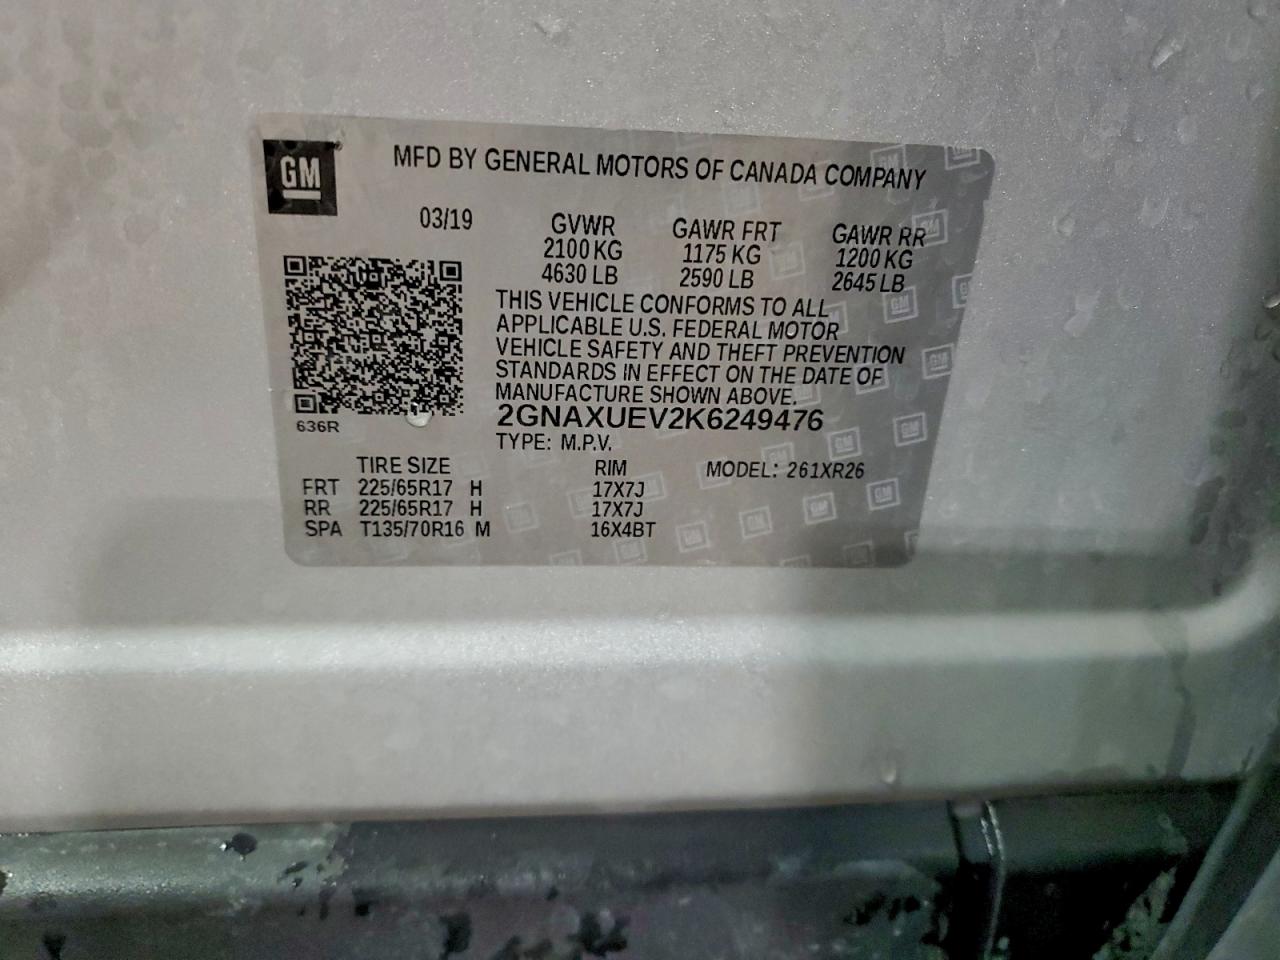 GM
MFD BY GENERAL MOTORS OF CANADA COMPANY
03/19 GVWR GAWR FRT GAWR RR
2100 KG 1175 KG 1200 KG
4630 LB 2590 LB 2645 LB
THIS VEHICLE CONFORMS TO ALL
APPLICABLE U.S. FEDERAL MOTOR
VEHICLE SAFETY AND THEFT PREVENTION
STANDARDS IN EFFECT ON THE DATE OF
MANUFACTURE SHOWN ABOVE.
636R
2GNAXUEV2K6249476
TYPE: M.P.V.
TIRE SIZE RIM MODEL: 261XR26
FRT 225/65R17 H 17X7J
RR 225/65R17 H 17X7J
SPA T135/70R16 M 16X4BT